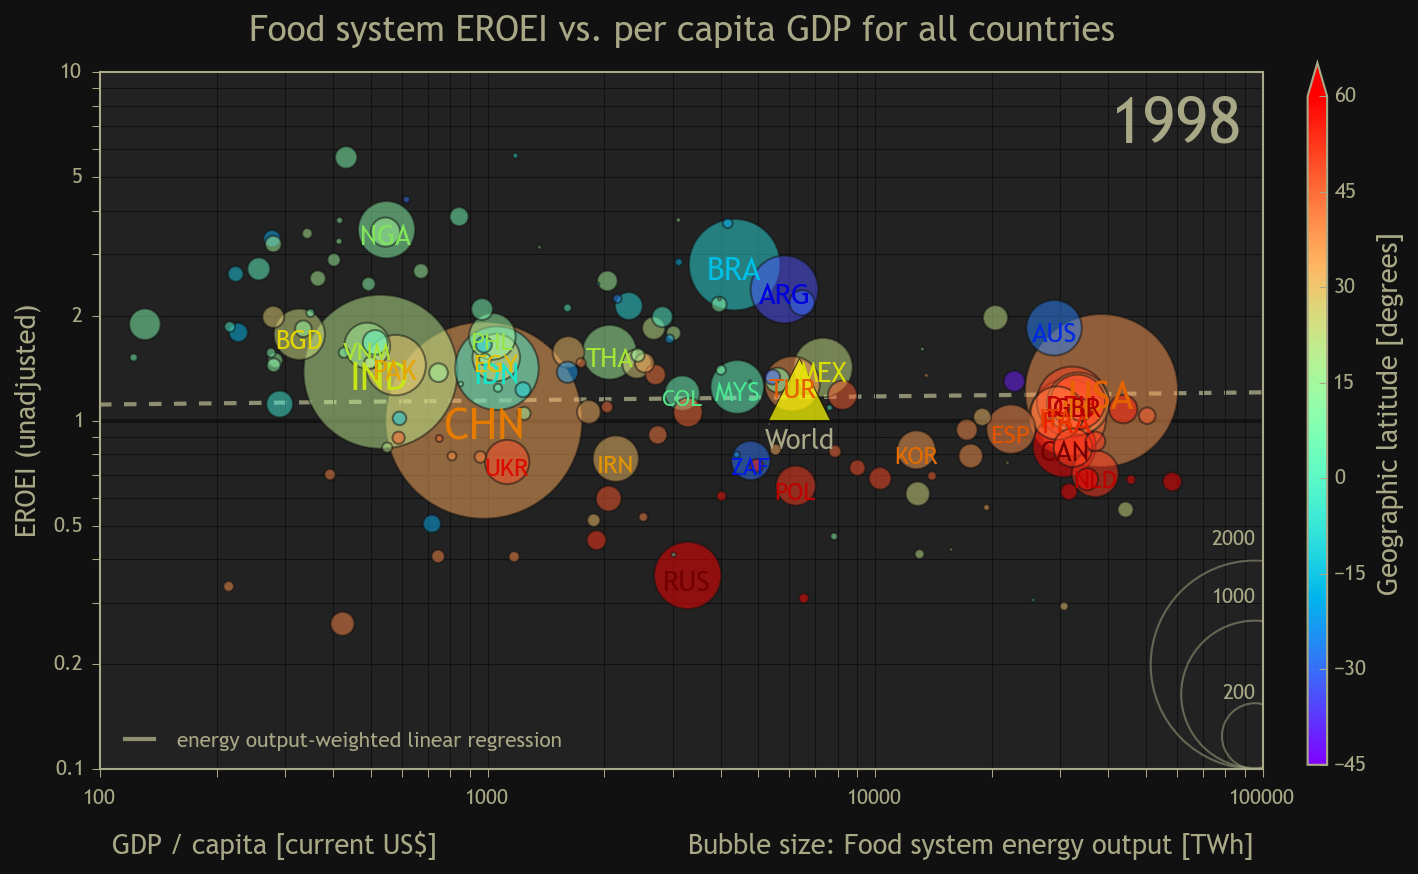 Food system EROEI vs. per capita GDP for all countries
1998
10
5
2
1
0.5
0.2
0.1
EROEI (unadjusted)
NGA
BRA
ARG
AUS
BGD
PHL
VNM
THA
PAK
EGY
IND
IDN
MEX
TUR
COL
MYS
CHN
World
GBR
FRA
ESP
CAN
UKR
IRN
ZAF
KOR
POL
NLD
RUS
2000
1000
200
energy output-weighted linear regression
100
1000
10000
100000
GDP / capita [current US$]
Bubble size: Food system energy output [TWh]
60
45
30
15
0
−15
−30
−45
Geographic latitude [degrees]